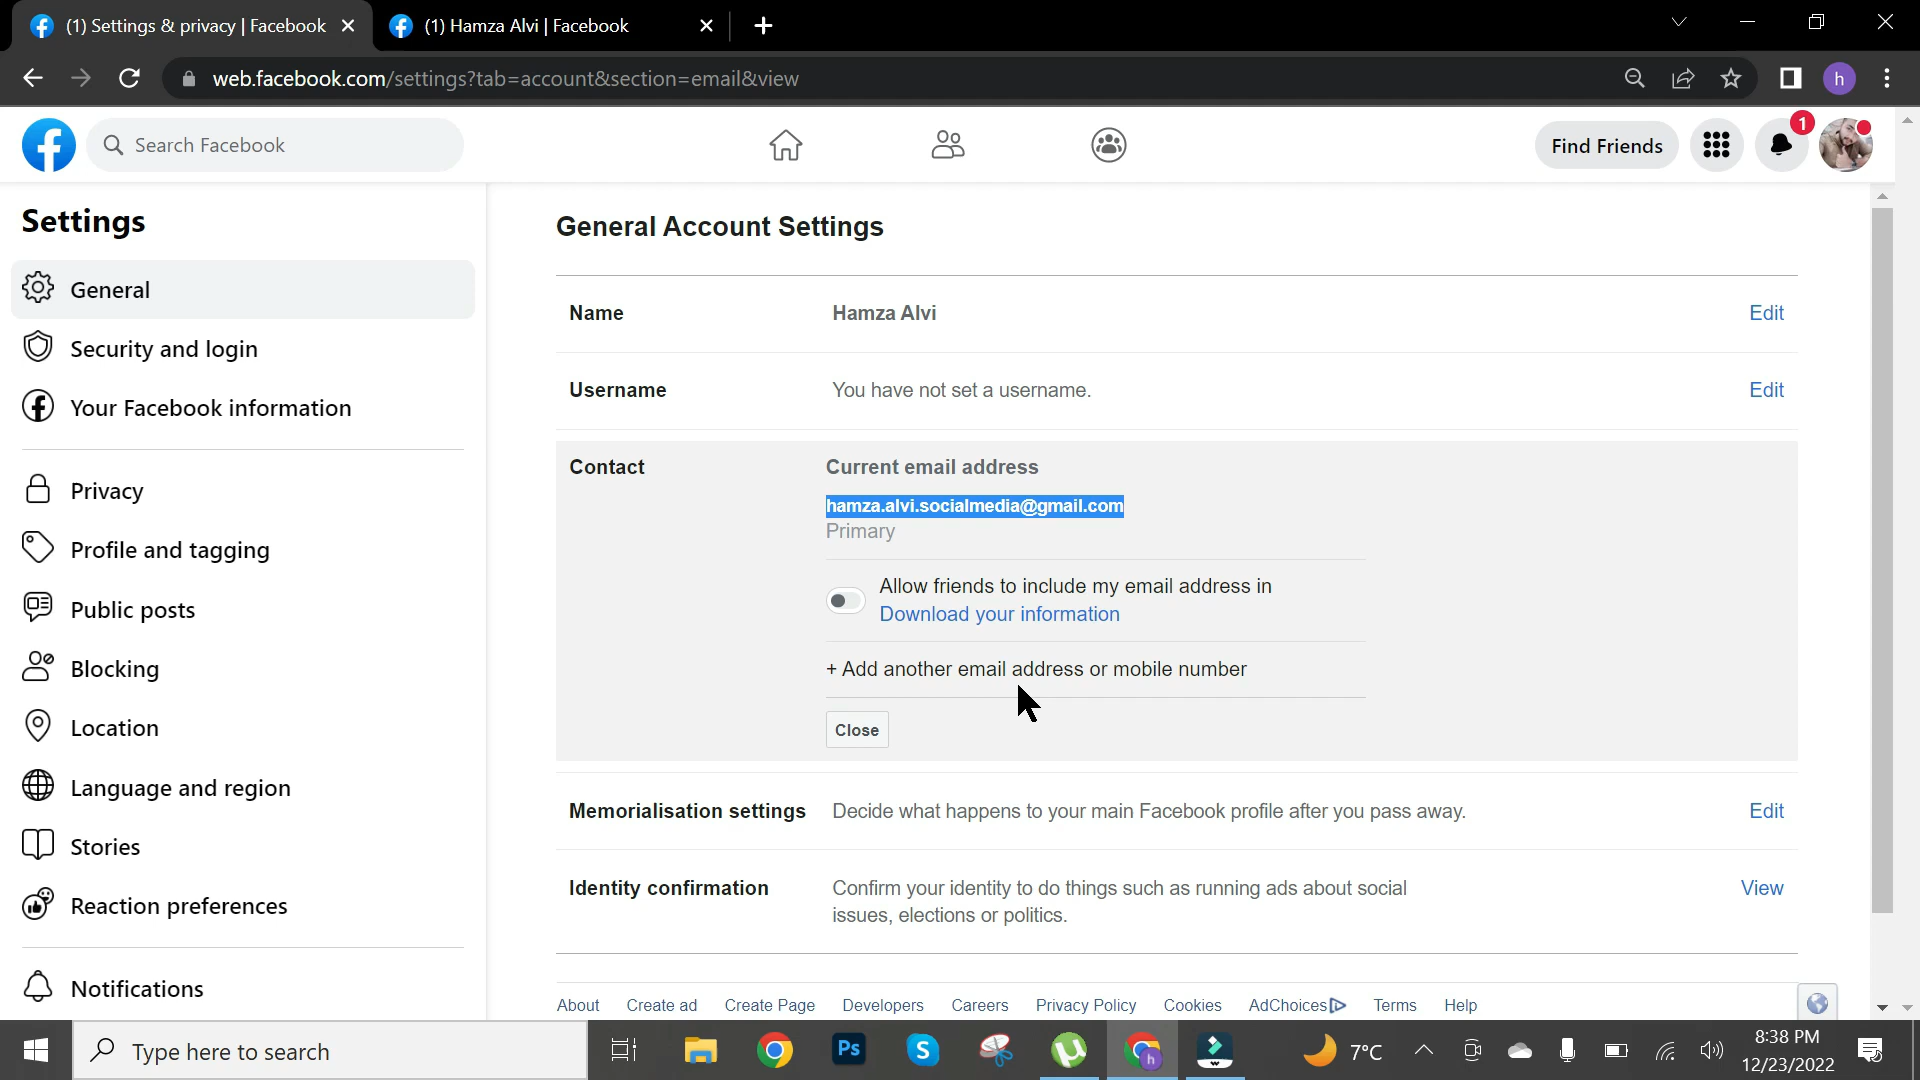 (1) Settings & privacy | Facebook
(1) Hamza Alvi | Facebook
web.facebook.com/settings?tab=account&section=email&view
h
Search Facebook
Find Friends
1
Settings
General
Security and login
Your Facebook information
Privacy
Profile and tagging
Public posts
Blocking
Location
Language and region
Stories
Reaction preferences
Notifications
General Account Settings
Name Hamza Alvi Edit
Username You have not set a username. Edit
Contact Current email address
hamza.alvi.socialmedia@gmail.com
Primary
Allow friends to include my email address in
Download your information
+ Add another email address or mobile number
Close
Memorialisation settings Decide what happens to your main Facebook profile after you pass away. Edit
Identity confirmation Confirm your identity to do things such as running ads about social View
issues, elections or politics.
About Create ad Create Page Developers Careers Privacy Policy Cookies AdChoices Terms Help
Type here to search
Ps
S
h
7°C
8:38 PM
12/23/2022